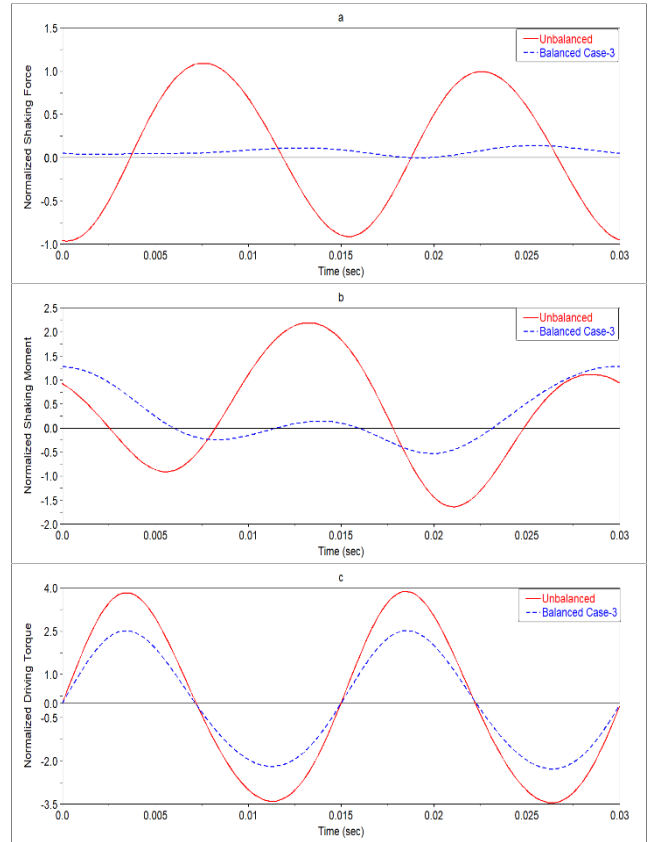 a
1.5
Unbalanced
Balanced Case-3
1.0
0.5
0.0
-0.5
-1.0
Normalized Shaking Force
0.0 0.005 0.01 0.015 0.02 0.025 0.03
Time (sec)
b
2.5
Unbalanced
Balanced Case-3
2.0
1.5
1.0
0.5
0.0
-0.5
-1.0
-1.5
-2.0
Normalized Shaking Moment
0.0 0.005 0.01 0.015 0.02 0.025 0.03
Time (sec)
c
4.0
Unbalanced
Balanced Case-3
2.5
1.0
0.0
-0.5
-2.0
-3.5
Normalized Driving Torque
0.0 0.005 0.01 0.015 0.02 0.025 0.03
Time (sec)